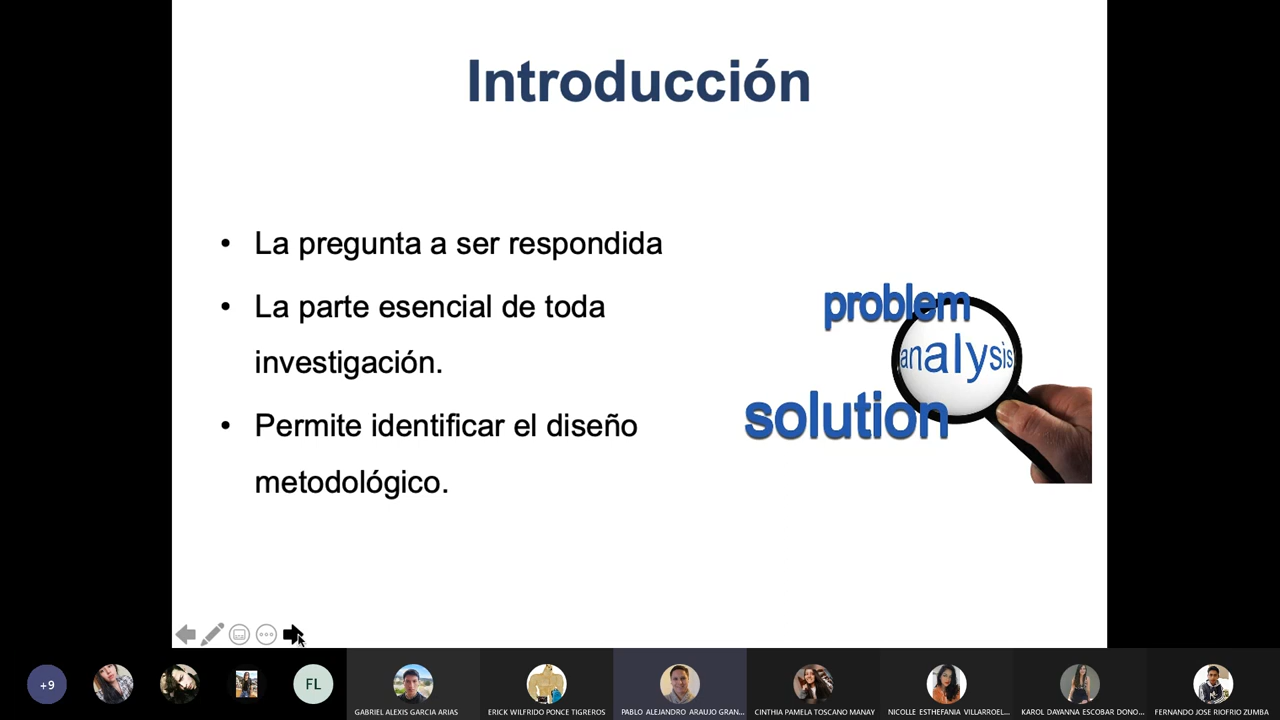 Introducción
• La pregunta a ser respondida
• La parte esencial de toda
investigación.
• Permite identificar el diseño
metodológico.
problem
analysis
solution
+9
FL
GABRIEL ALEXIS GARCIA ARIAS
ERICK WILFRIDO PONCE TIGREROS
PABLO ALEJANDRO ARAUJO GRAN...
CINTHIA PAMELA TOSCANO MANAY
NICOLLE ESTHEFANIA VILLARROEL...
KAROL DAYANNA ESCOBAR DONO...
FERNANDO JOSE RIOFRIO ZUMBA